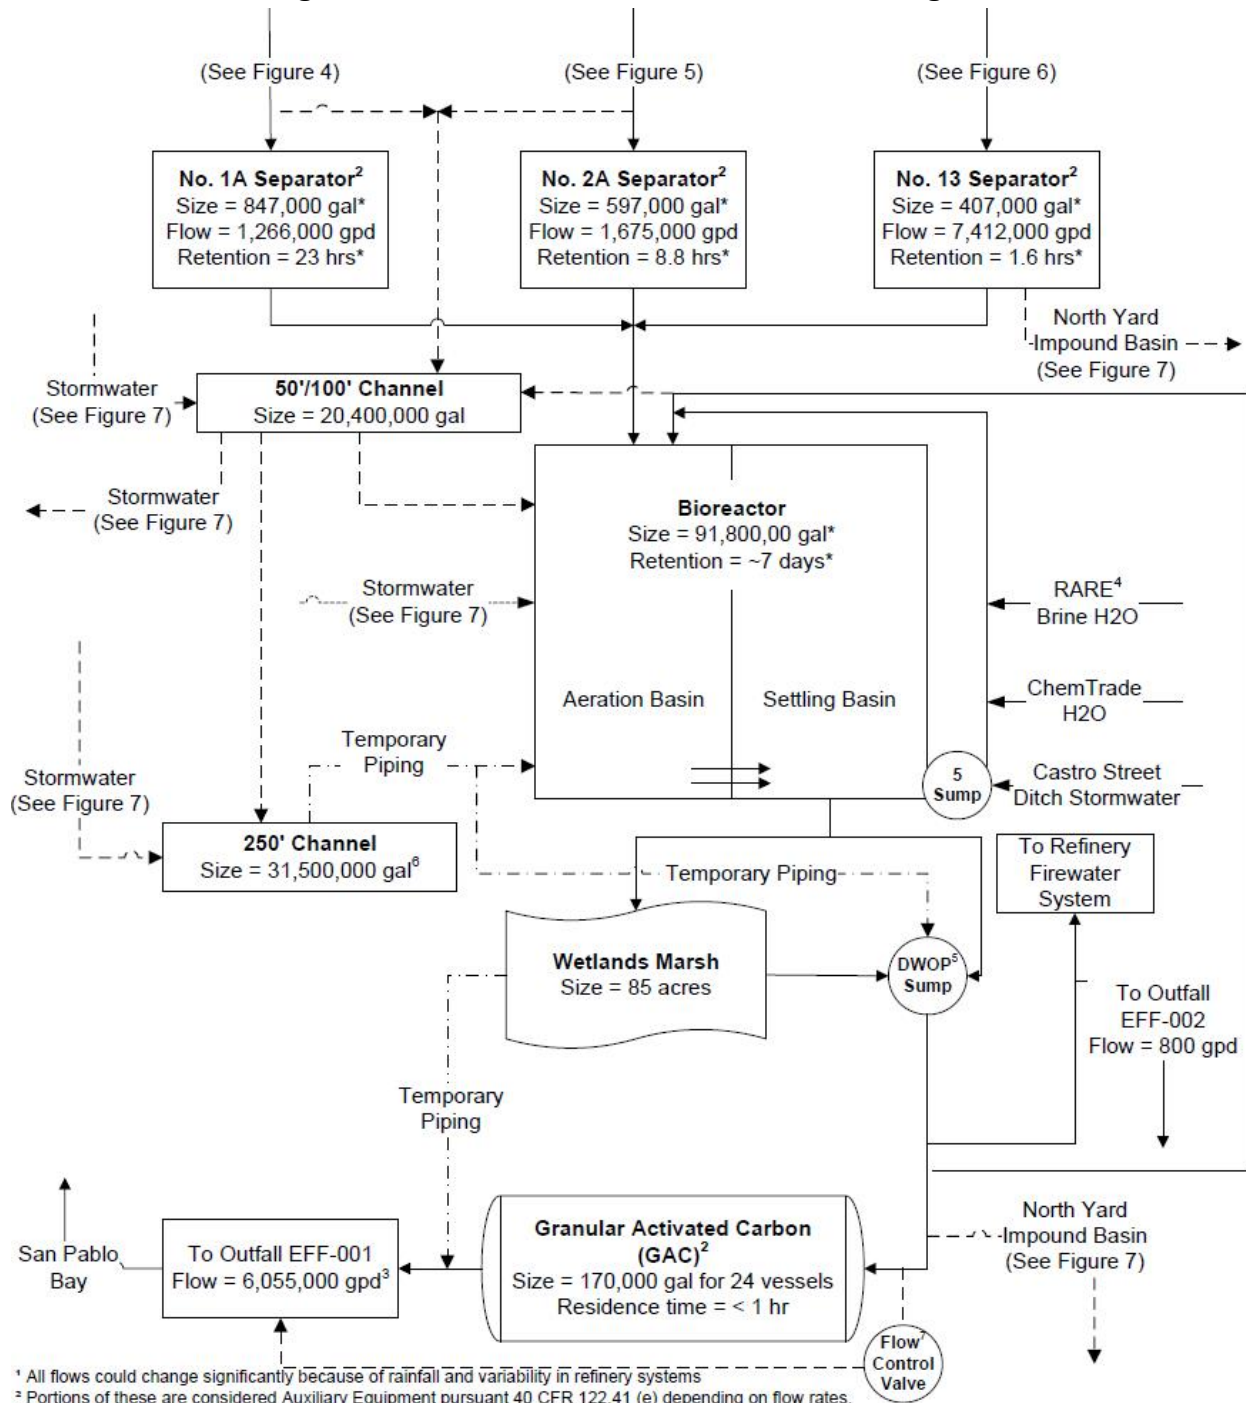 (See Figure 4)
(See Figure 5)
(See Figure 6)
No. 1A Separator²
Size = 847,000 gal*
Flow = 1,266,000 gpd
Retention = 23 hrs*
No. 2A Separator²
Size = 597,000 gal*
Flow = 1,675,000 gpd
Retention = 8.8 hrs*
No. 13 Separator²
Size = 407,000 gal*
Flow = 7,412,000 gpd
Retention = 1.6 hrs*
North Yard
Impound Basin
(See Figure 7)
Stormwater
(See Figure 7)
50'/100' Channel
Size = 20,400,000 gal
Stormwater
(See Figure 7)
Bioreactor
Size = 91,800,00 gal*
Retention = ~7 days*
Stormwater
(See Figure 7)
RARE⁴
Brine H2O
Aeration Basin
Settling Basin
ChemTrade
H2O
Temporary
Piping
Stormwater
(See Figure 7)
5
Sump
Castro Street
Ditch Stormwater
250' Channel
Size = 31,500,000 gal⁶
Temporary Piping
To Refinery
Firewater
System
Wetlands Marsh
Size = 85 acres
DWOP⁵
Sump
To Outfall
EFF-002
Flow = 800 gpd
Temporary
Piping
San Pablo
Bay
To Outfall EFF-001
Flow = 6,055,000 gpd³
Granular Activated Carbon
(GAC)²
Size = 170,000 gal for 24 vessels
Residence time = < 1 hr
North Yard
Impound Basin
(See Figure 7)
Flow⁷
Control
Valve
¹ All flows could change significantly because of rainfall and variability in refinery systems
² Portions of these are considered Auxiliary Equipment pursuant 40 CFR 122.41 (e) depending on flow rates.